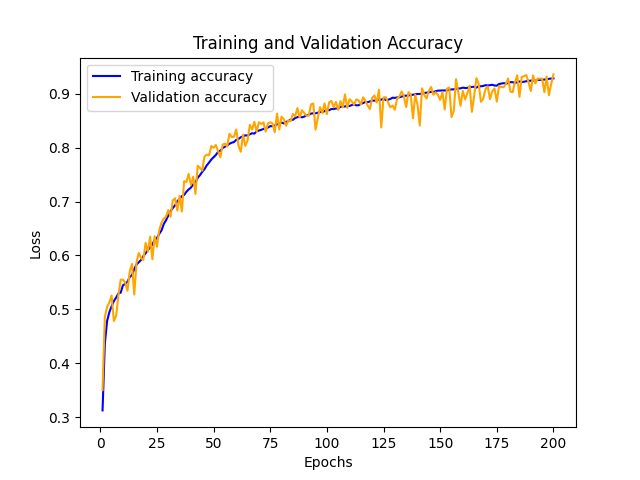 Training and Validation Accuracy
Training accuracy
Validation accuracy
Loss
0.9
0.8
0.7
0.6
0.5
0.4
0.3
0 25 50 75 100 125 150 175 200
Epochs